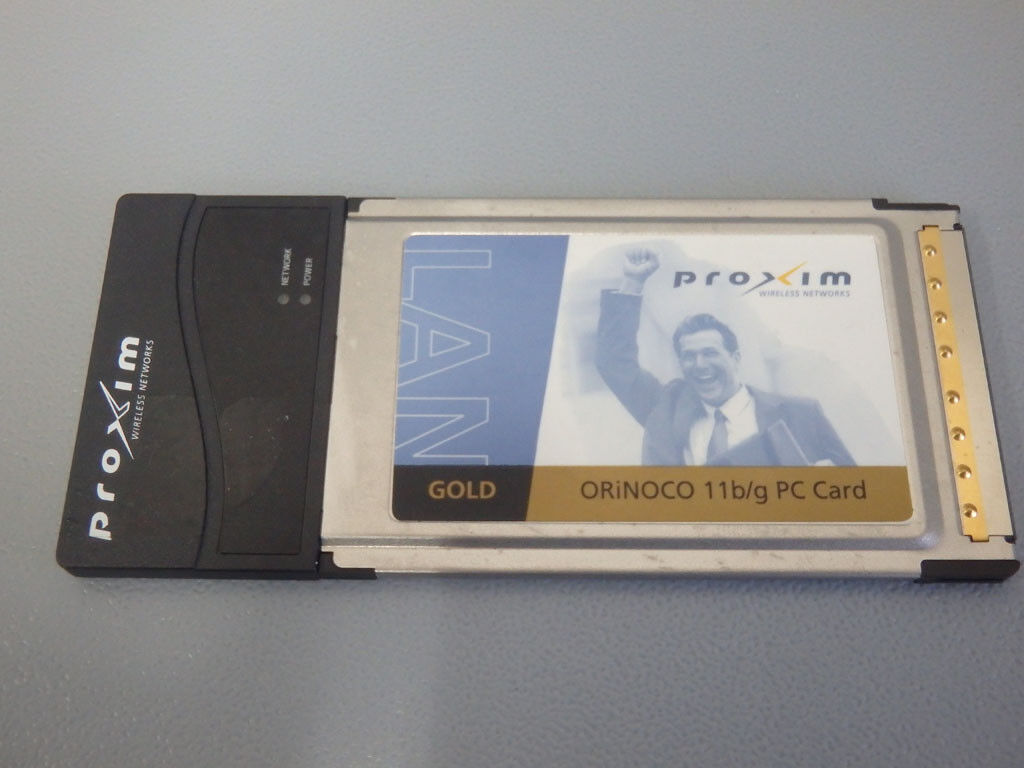 proxim
WIRELESS NETWORKS
NETWORK
POWER
LAN
proxim
WIRELESS NETWORKS
GOLD
ORiNOCO 11b/g PC Card